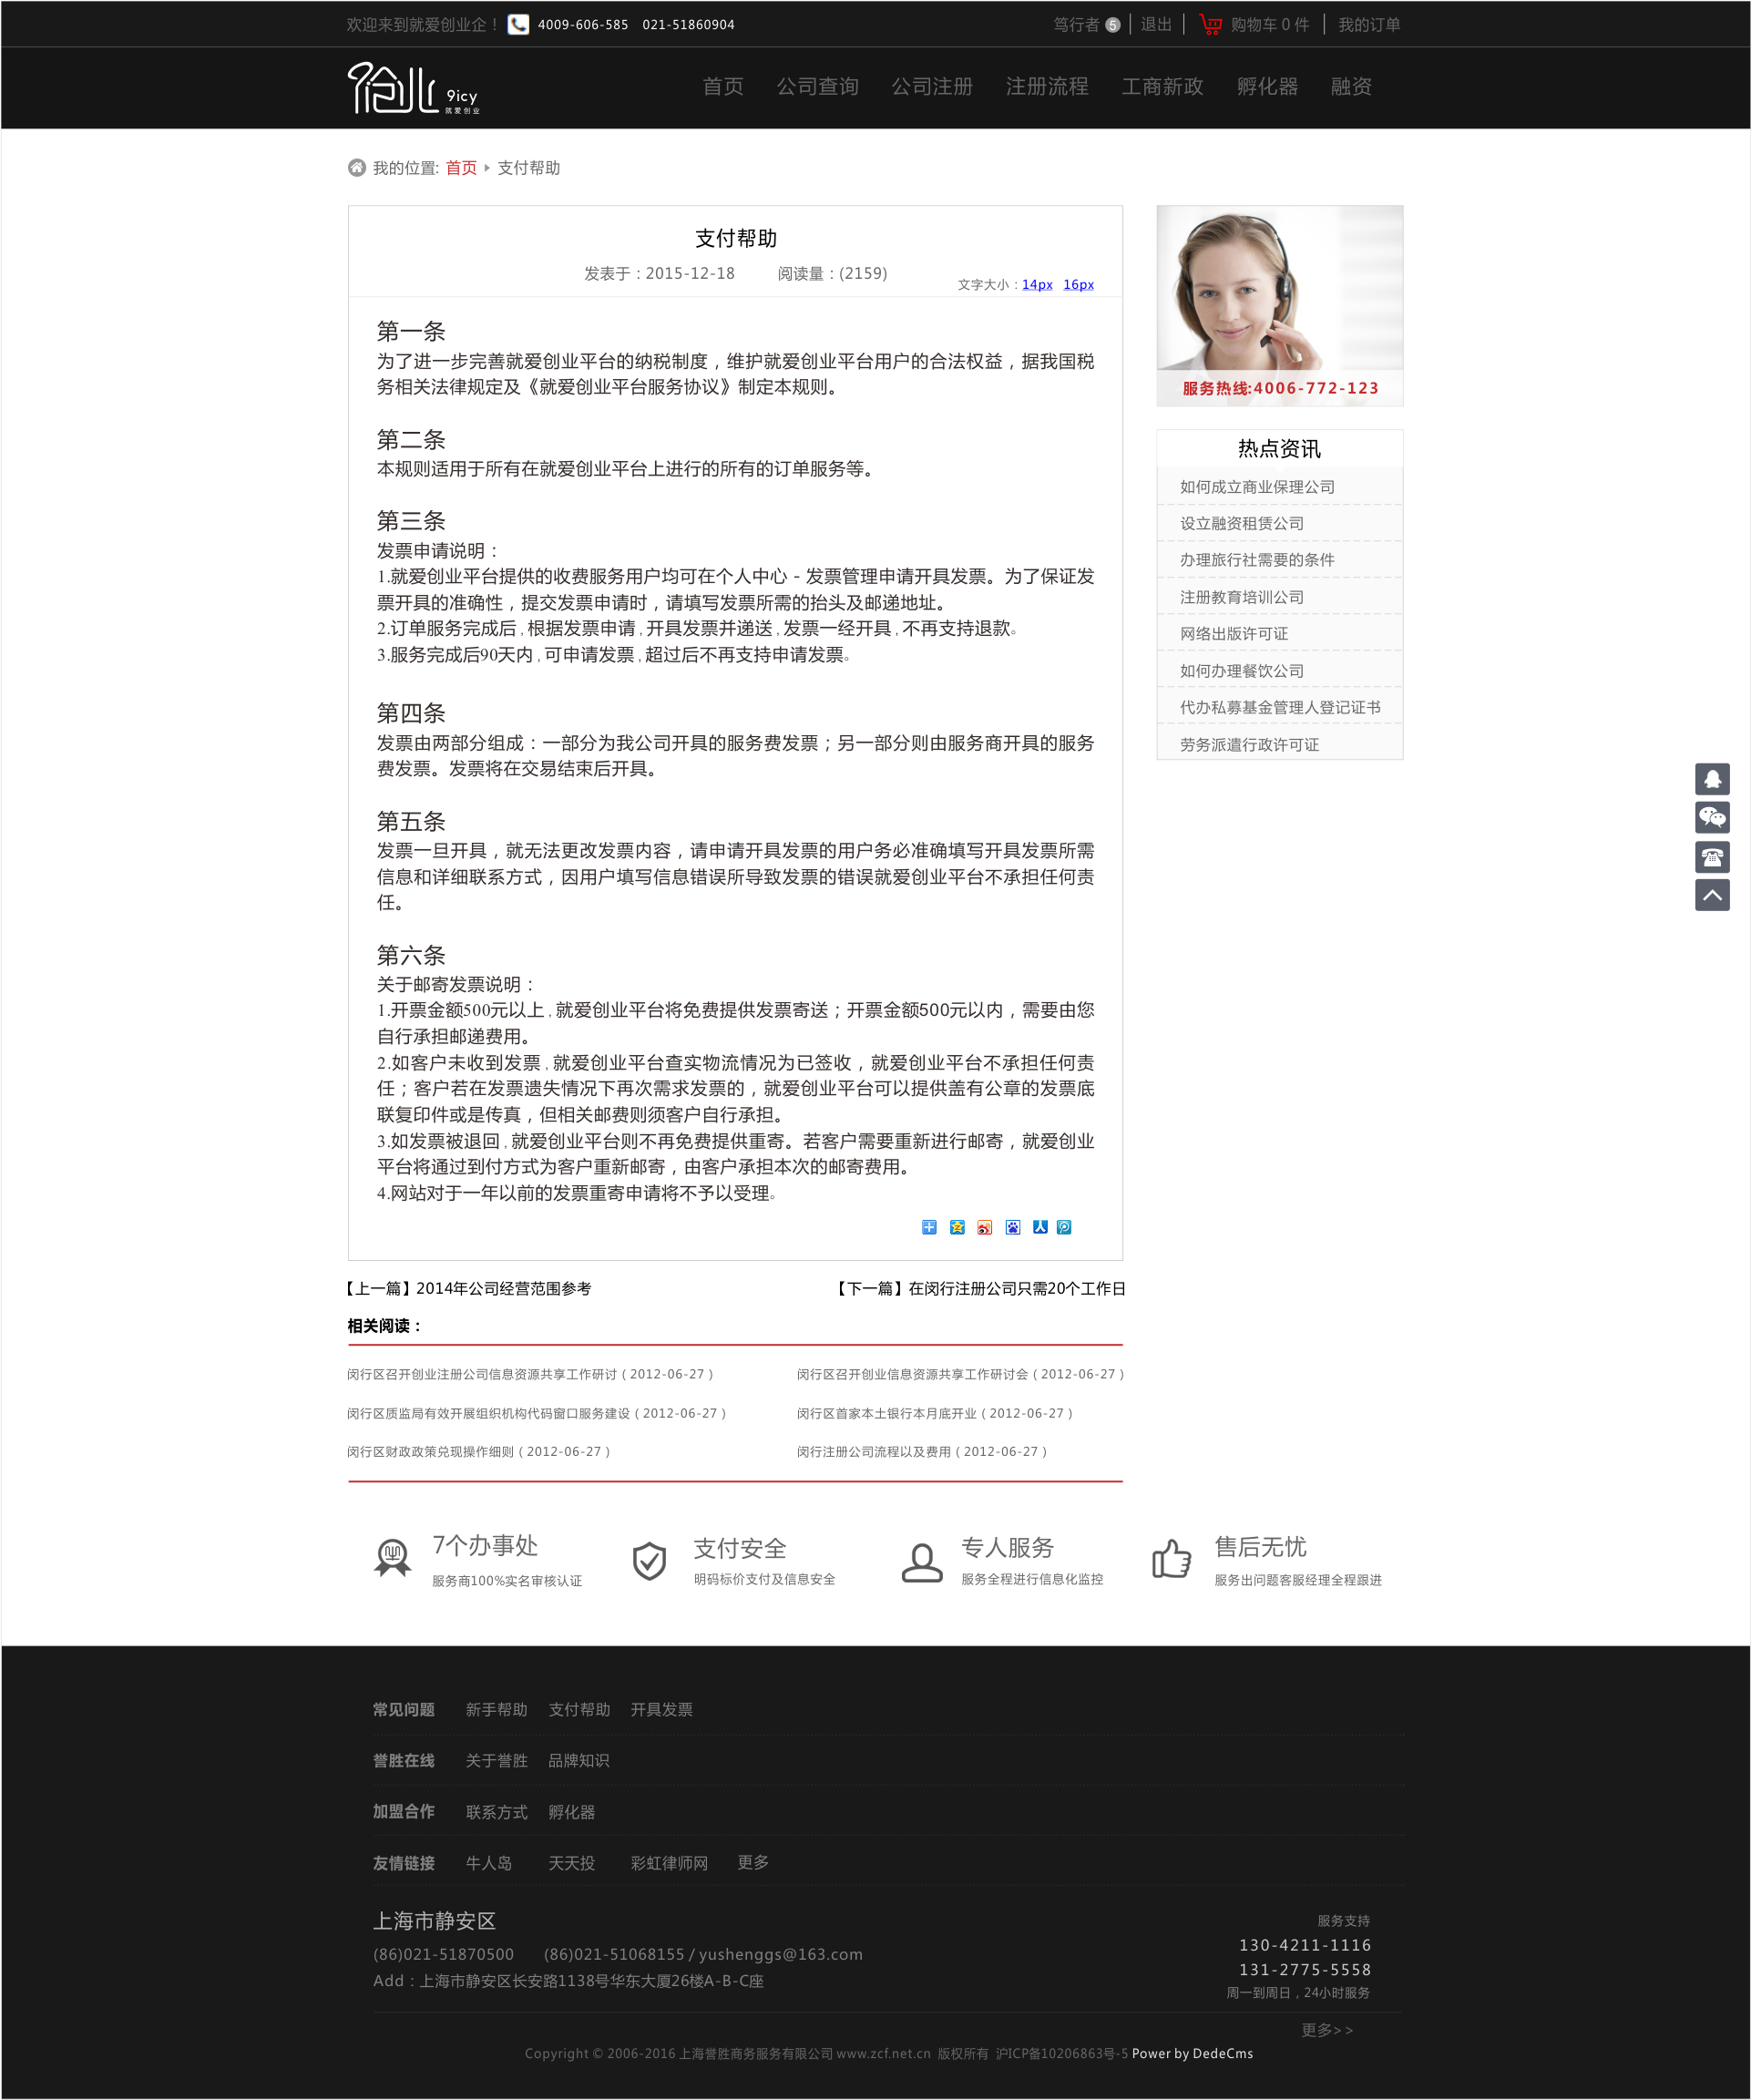 欢迎来到就爱创业企！ 4009-606-585 021-51860904 笃行者 5 退出 购物车 0 件 我的订单
9icy
就爱创业
首页 公司查询 公司注册 注册流程 工商新政 孵化器 融资
我的位置: 首页 支付帮助
支付帮助
发表于：2015-12-18 阅读量：(2159)
文字大小：14px 16px
第一条
为了进一步完善就爱创业平台的纳税制度，维护就爱创业平台用户的合法权益，据我国税
务相关法律规定及《就爱创业平台服务协议》制定本规则。
第二条
本规则适用于所有在就爱创业平台上进行的所有的订单服务等。
第三条
发票申请说明：
1.就爱创业平台提供的收费服务用户均可在个人中心－发票管理申请开具发票。为了保证发
票开具的准确性，提交发票申请时，请填写发票所需的抬头及邮递地址。
2.订单服务完成后，根据发票申请，开具发票并递送，发票一经开具，不再支持退款。
3.服务完成后90天内，可申请发票，超过后不再支持申请发票。
第四条
发票由两部分组成：一部分为我公司开具的服务费发票；另一部分则由服务商开具的服务
费发票。发票将在交易结束后开具。
第五条
发票一旦开具，就无法更改发票内容，请申请开具发票的用户务必准确填写开具发票所需
信息和详细联系方式，因用户填写信息错误所导致发票的错误就爱创业平台不承担任何责
任。
第六条
关于邮寄发票说明：
1.开票金额500元以上，就爱创业平台将免费提供发票寄送；开票金额500元以内，需要由您
自行承担邮递费用。
2.如客户未收到发票，就爱创业平台查实物流情况为已签收，就爱创业平台不承担任何责
任；客户若在发票遗失情况下再次需求发票的，就爱创业平台可以提供盖有公章的发票底
联复印件或是传真，但相关邮费则须客户自行承担。
3.如发票被退回，就爱创业平台则不再免费提供重寄。若客户需要重新进行邮寄，就爱创业
平台将通过到付方式为客户重新邮寄，由客户承担本次的邮寄费用。
4.网站对于一年以前的发票重寄申请将不予以受理。
服务热线:4006-772-123
热点资讯
如何成立商业保理公司
设立融资租赁公司
办理旅行社需要的条件
注册教育培训公司
网络出版许可证
如何办理餐饮公司
代办私募基金管理人登记证书
劳务派遣行政许可证
【上一篇】2014年公司经营范围参考 【下一篇】在闵行注册公司只需20个工作日
相关阅读：
闵行区召开创业注册公司信息资源共享工作研讨（2012-06-27） 闵行区召开创业信息资源共享工作研讨会（2012-06-27）
闵行区质监局有效开展组织机构代码窗口服务建设（2012-06-27） 闵行区首家本土银行本月底开业（2012-06-27）
闵行区财政政策兑现操作细则（2012-06-27） 闵行注册公司流程以及费用（2012-06-27）
7个办事处 支付安全 专人服务 售后无忧
服务商100%实名审核认证 明码标价支付及信息安全 服务全程进行信息化监控 服务出问题客服经理全程跟进
常见问题 新手帮助 支付帮助 开具发票
誉胜在线 关于誉胜 品牌知识
加盟合作 联系方式 孵化器
友情链接 牛人岛 天天投 彩虹律师网 更多
上海市静安区
(86)021-51870500 (86)021-51068155 / yushenggs@163.com
Add：上海市静安区长安路1138号华东大厦26楼A-B-C座
服务支持
130-4211-1116
131-2775-5558
周一到周日，24小时服务
更多>>
Copyright © 2006-2016 上海誉胜商务服务有限公司 www.zcf.net.cn 版权所有 沪ICP备10206863号-5 Power by DedeCms